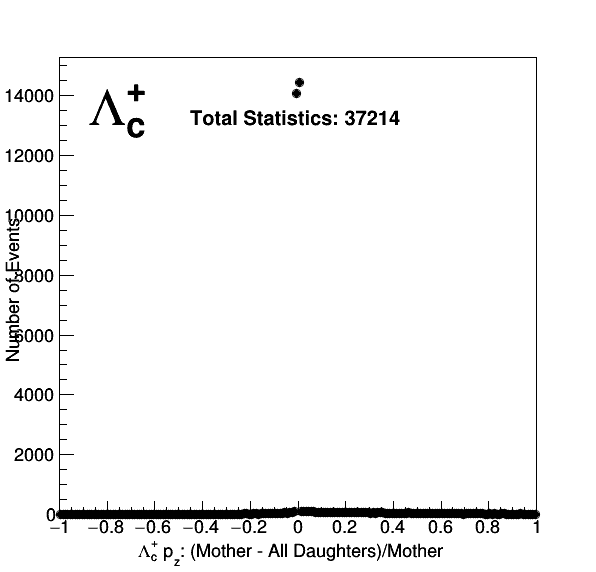 14000
12000
10000
8000
6000
4000
2000
0
Number of Events
Λc+
Total Statistics: 37214
−1 −0.8 −0.6 −0.4 −0.2 0 0.2 0.4 0.6 0.8 1
Λc+ pz: (Mother - All Daughters)/Mother